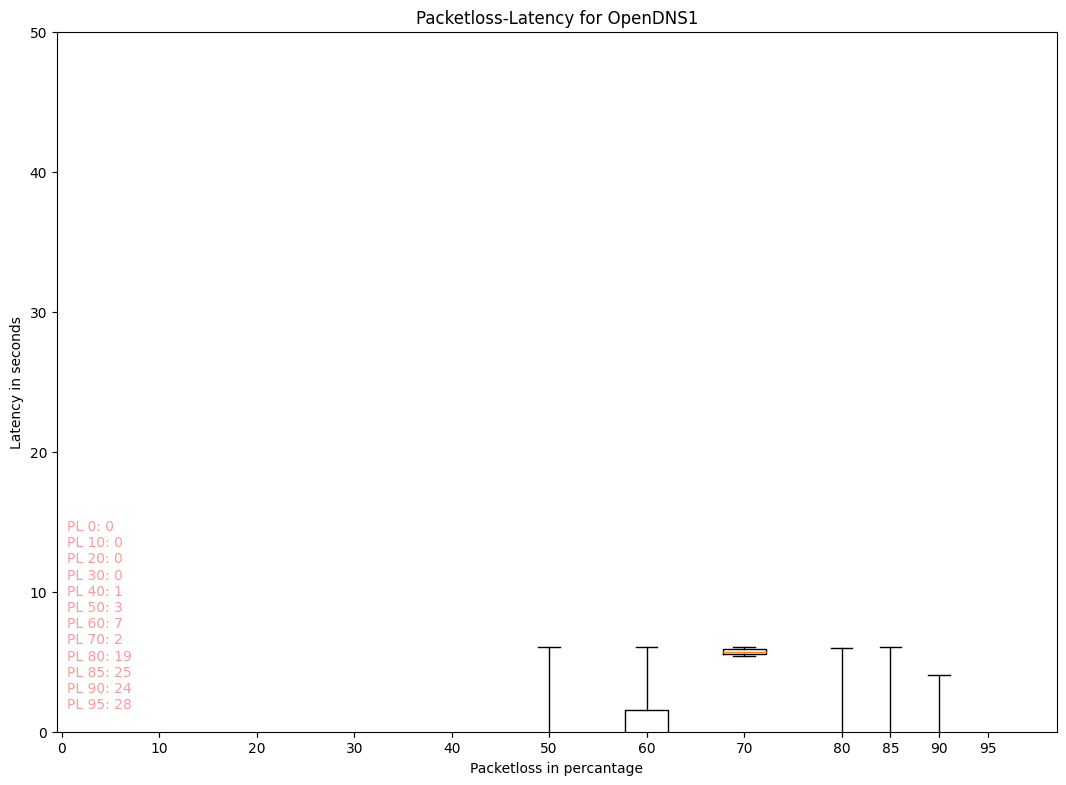 Packetloss-Latency for OpenDNS1
50
40
30
20
10
0
Latency in seconds
PL 0: 0
PL 10: 0
PL 20: 0
PL 30: 0
PL 40: 1
PL 50: 3
PL 60: 7
PL 70: 2
PL 80: 19
PL 85: 25
PL 90: 24
PL 95: 28
0 10 20 30 40 50 60 70 80 85 90 95
Packetloss in percantage